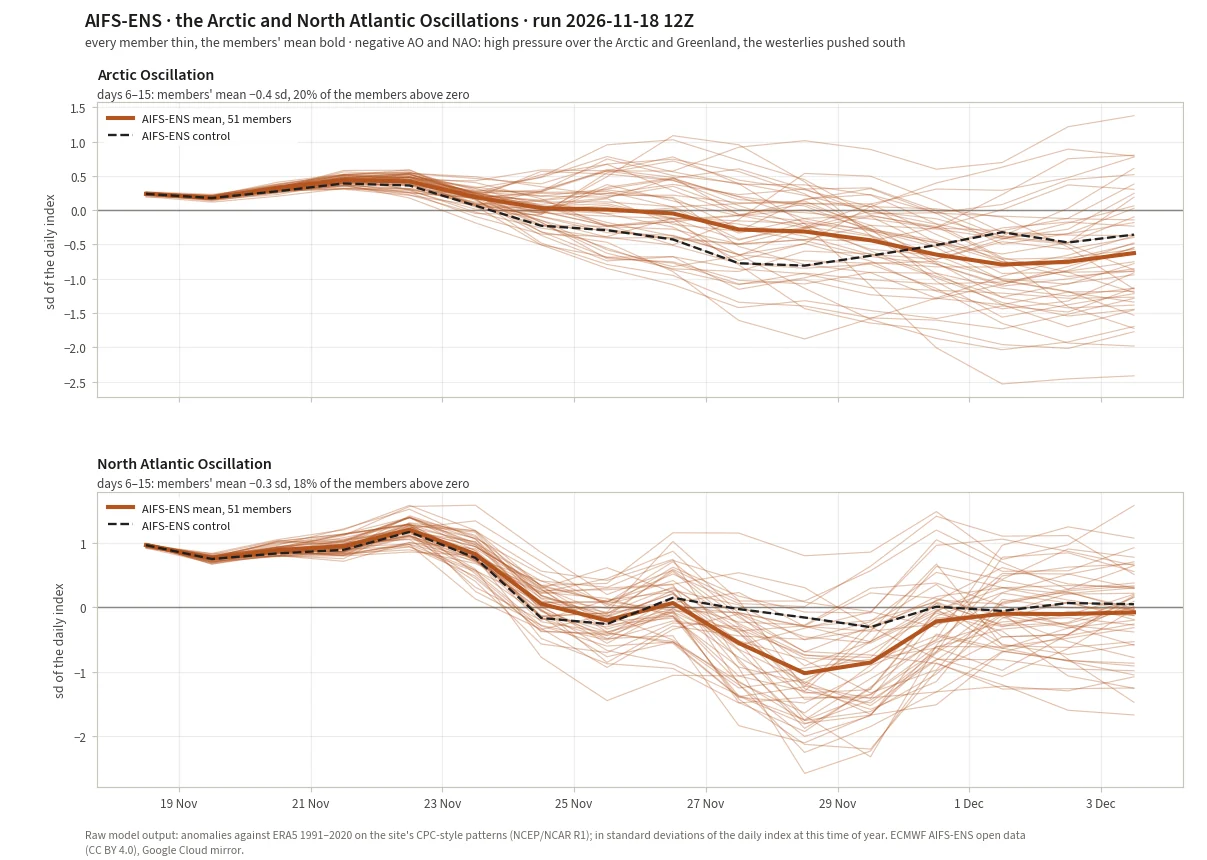 AIFS-ENS · the Arctic and North Atlantic Oscillations · run 2026-11-18 12Z
every member thin, the members' mean bold · negative AO and NAO: high pressure over the Arctic and Greenland, the westerlies pushed south
Arctic Oscillation
days 6–15: members' mean −0.4 sd, 20% of the members above zero
AIFS-ENS mean, 51 members
AIFS-ENS control
sd of the daily index
1.5
1.0
0.5
0.0
−0.5
−1.0
−1.5
−2.0
−2.5
North Atlantic Oscillation
days 6–15: members' mean −0.3 sd, 18% of the members above zero
AIFS-ENS mean, 51 members
AIFS-ENS control
sd of the daily index
1
0
−1
−2
19 Nov 21 Nov 23 Nov 25 Nov 27 Nov 29 Nov 1 Dec 3 Dec
Raw model output: anomalies against ERA5 1991–2020 on the site's CPC-style patterns (NCEP/NCAR R1); in standard deviations of the daily index at this time of year. ECMWF AIFS-ENS open data
(CC BY 4.0), Google Cloud mirror.